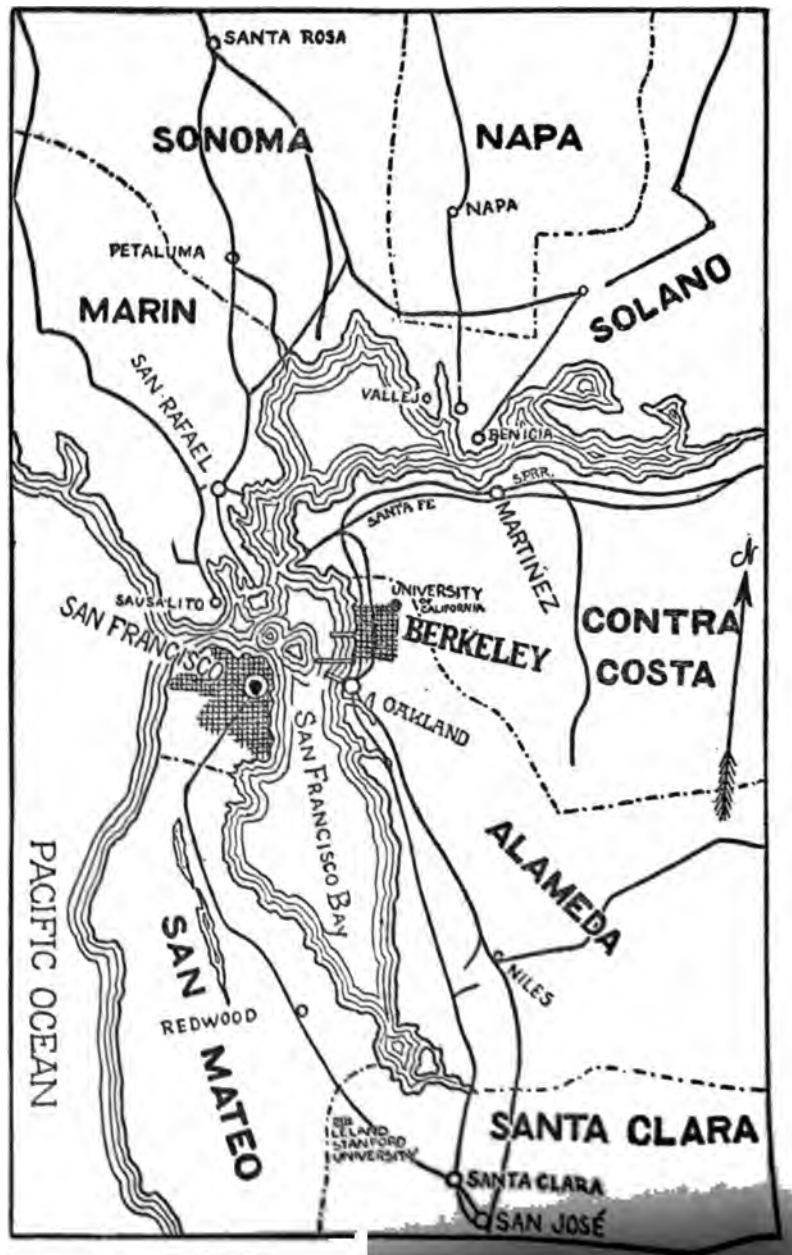 SANTA ROSA
SONOMA
NAPA
NAPA
PETALUMA
SOLANO
MARIN
SAN RAFAEL
VALLEJO
BENICIA
S.P.R.R.
SANTA FE
MARTINEZ
N
UNIVERSITY
OF
CALIFORNIA
SAUSALITO
SAN FRANCISCO
BERKELEY
CONTRA
COSTA
OAKLAND
SAN FRANCISCO BAY
ALAMEDA
PACIFIC OCEAN
SAN
MATEO
NILES
REDWOOD
LELAND
STANFORD
UNIVERSITY
SANTA CLARA
SANTA CLARA
SAN JOSÉ